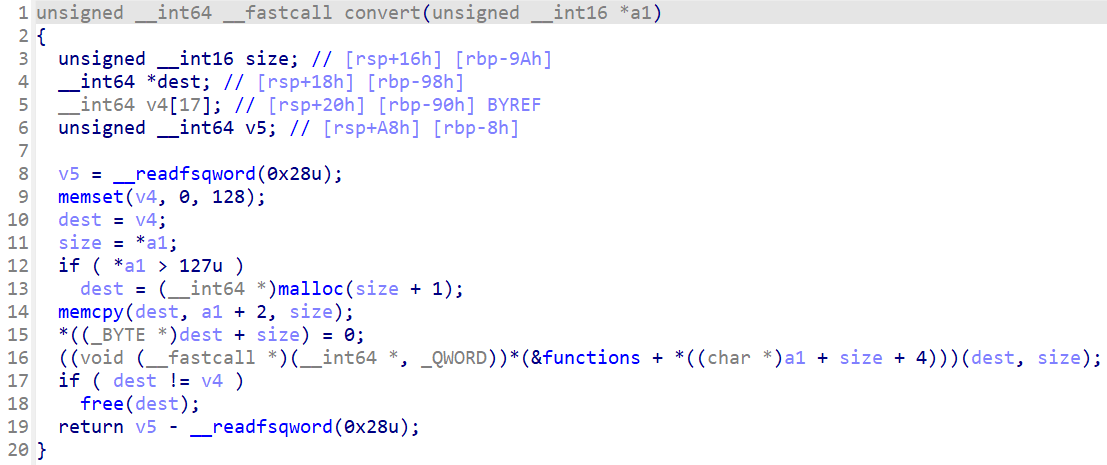 1 unsigned __int64 __fastcall convert(unsigned __int16 *a1)
2 {
3   unsigned __int16 size; // [rsp+16h] [rbp-9Ah]
4   __int64 *dest; // [rsp+18h] [rbp-98h]
5   __int64 v4[17]; // [rsp+20h] [rbp-90h] BYREF
6   unsigned __int64 v5; // [rsp+A8h] [rbp-8h]
7
8   v5 = __readfsqword(0x28u);
9   memset(v4, 0, 128);
10   dest = v4;
11   size = *a1;
12   if ( *a1 > 127u )
13     dest = (__int64 *)malloc(size + 1);
14   memcpy(dest, a1 + 2, size);
15   *((_BYTE *)dest + size) = 0;
16   ((void (__fastcall *)(__int64 *, _QWORD))*(&functions + *((char *)a1 + size + 4)))(dest, size);
17   if ( dest != v4 )
18     free(dest);
19   return v5 - __readfsqword(0x28u);
20 }